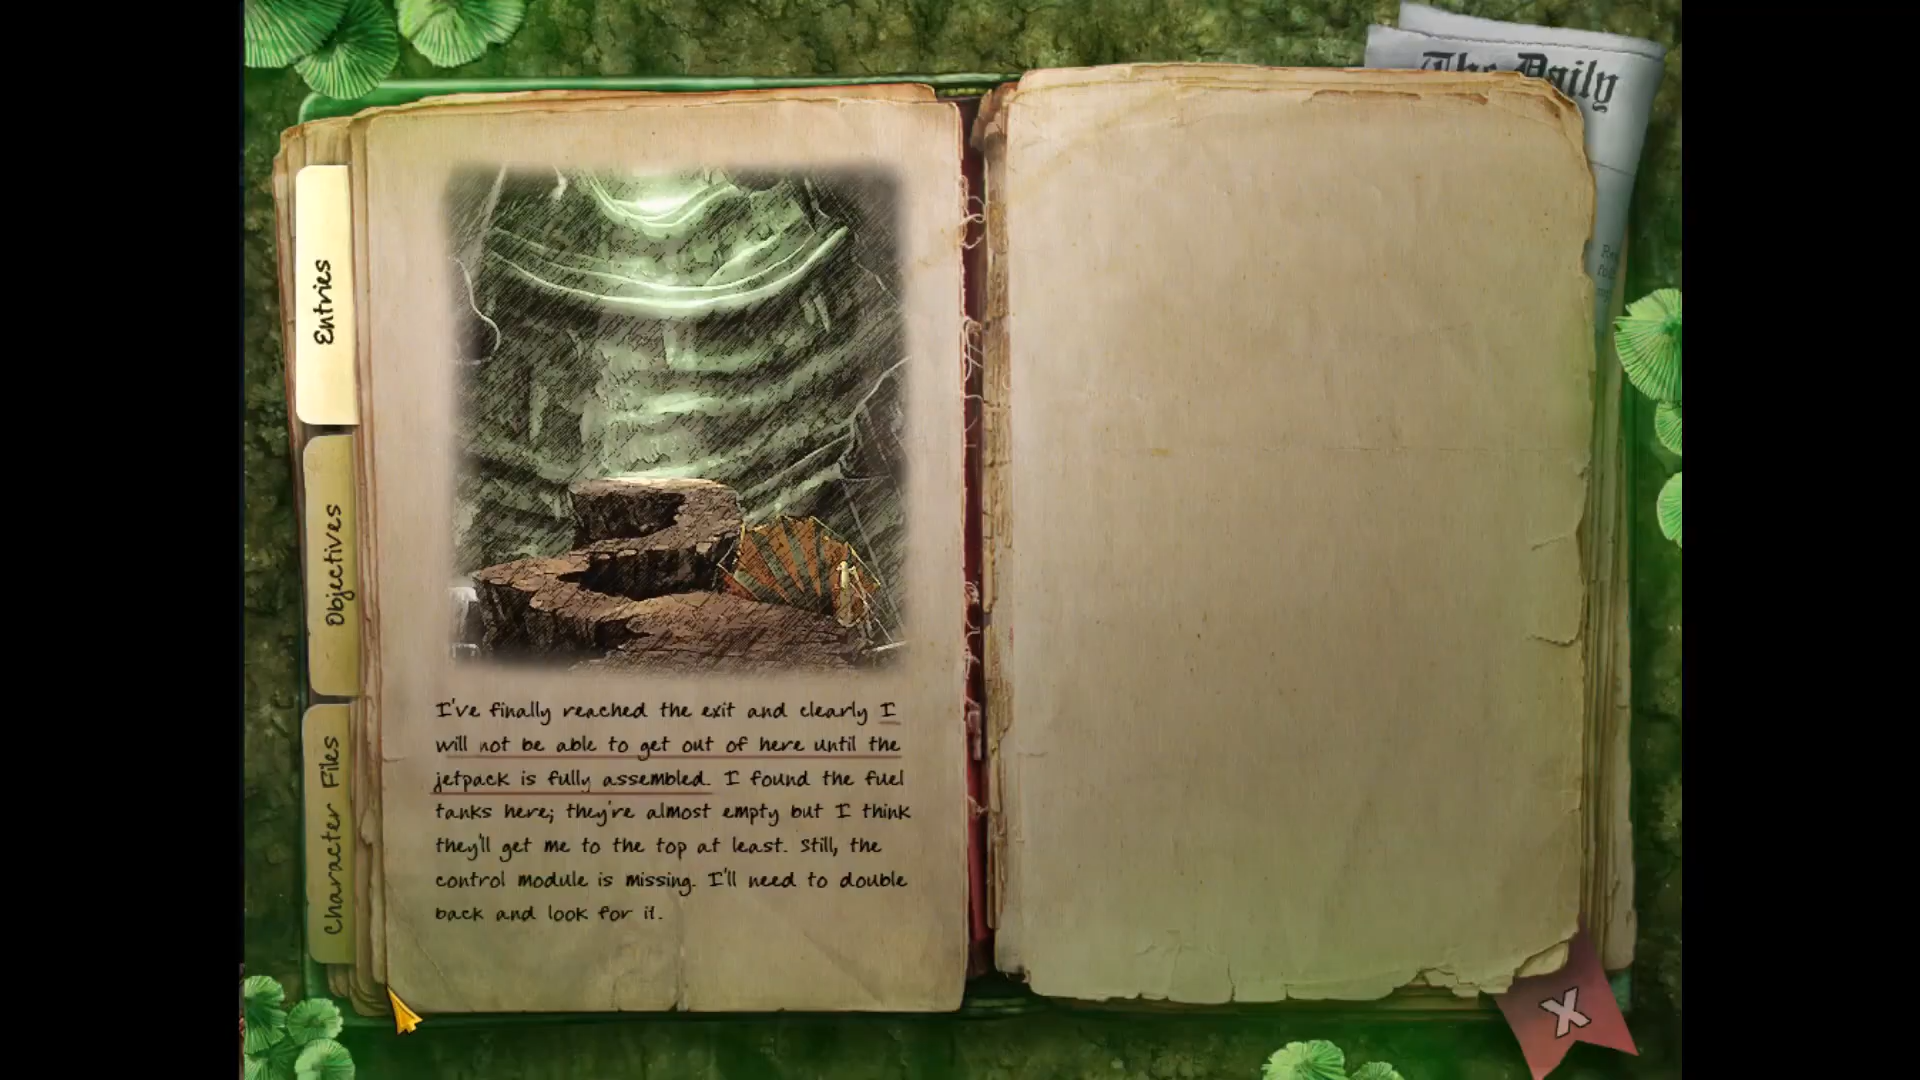 The Daily
Entries
Objectives
Character Files
I've finally reached the exit and clearly I
will not be able to get out of here until the
jetpack is fully assembled. I found the fuel
tanks here; they're almost empty but I think
they'll get me to the top at least. Still, the
control module is missing. I'll need to double
back and look for it.
X